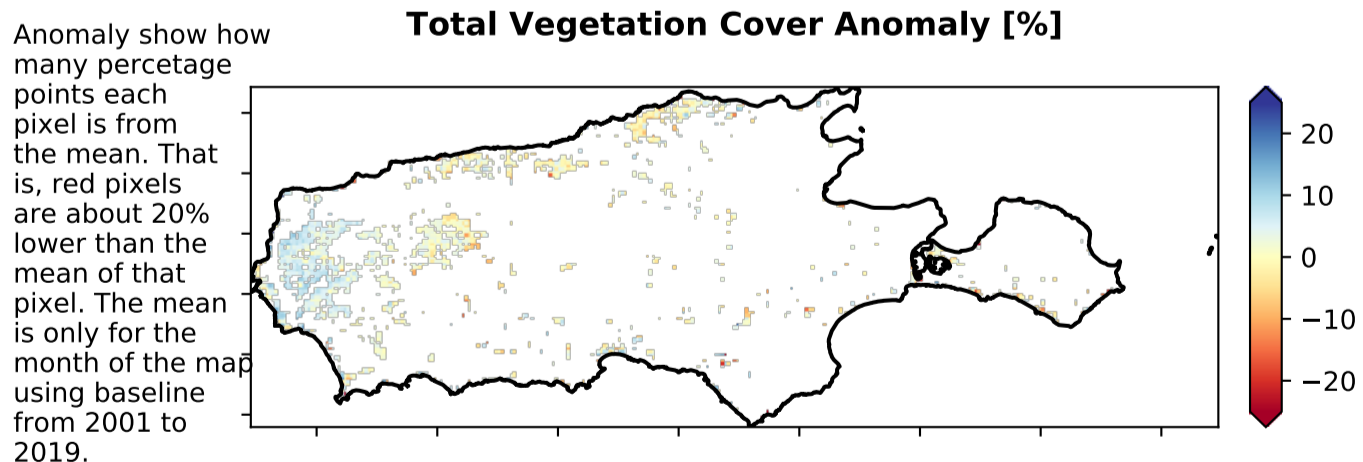 Total Vegetation Cover Anomaly [%]
Anomaly show how
many percetage
points each
pixel is from
the mean. That
is, red pixels
are about 20%
lower than the
mean of that
pixel. The mean
is only for the
month of the map
using baseline
from 2001 to
2019.
20
10
0
−10
−20